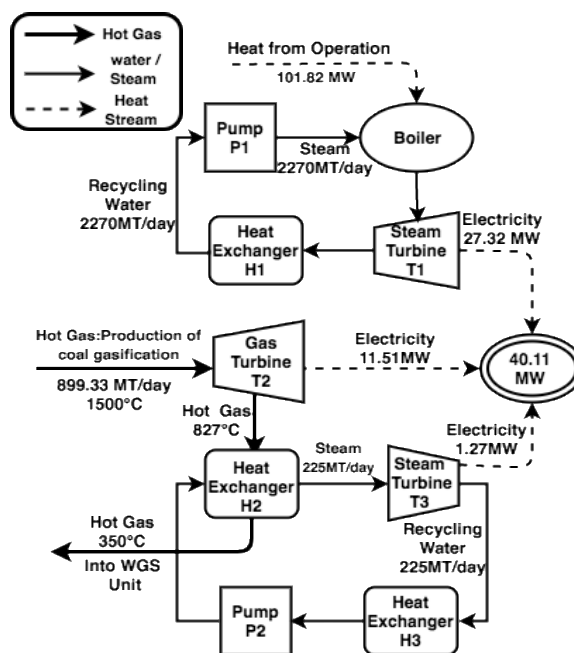 Hot Gas
water /
Steam
Heat
Stream
Heat from Operation
101.82 MW
Boiler
Pump
P1
Steam
2270MT/day
Recycling
Water
2270MT/day
Heat
Exchanger
H1
Steam
Turbine
T1
Electricity
27.32 MW
Hot Gas:Production of
coal gasification
899.33 MT/day
1500°C
Gas
Turbine
T2
Electricity
11.51MW
40.11
MW
Hot Gas
827°C
Heat
Exchanger
H2
Steam
225MT/day
Steam
Turbine
T3
Electricity
1.27MW
Recycling
Water
225MT/day
Hot Gas
350°C
Into WGS
Unit
Pump
P2
Heat
Exchanger
H3